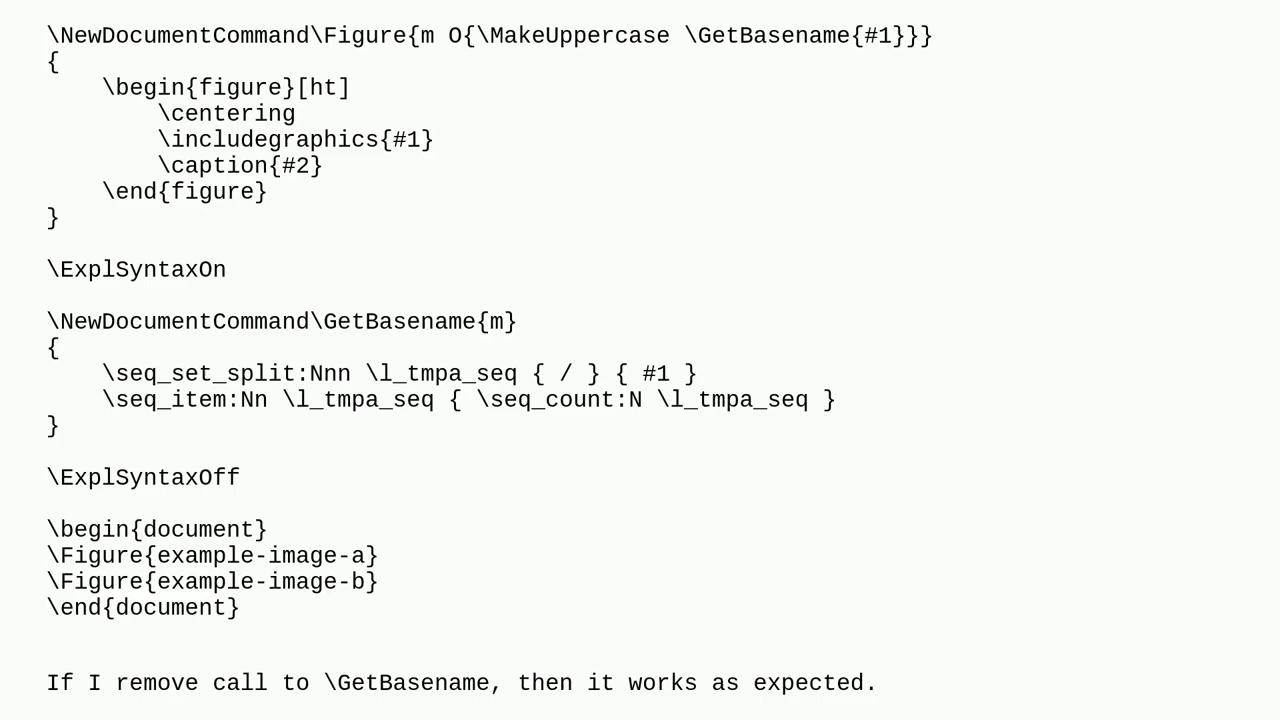 \NewDocumentCommand\Figure{m O{\MakeUppercase \GetBasename{#1}}}
{
    \begin{figure}[ht]
        \centering
        \includegraphics{#1}
        \caption{#2}
    \end{figure}
}

\ExplSyntaxOn

\NewDocumentCommand\GetBasename{m}
{
    \seq_set_split:Nnn \l_tmpa_seq { / } { #1 }
    \seq_item:Nn \l_tmpa_seq { \seq_count:N \l_tmpa_seq }
}

\ExplSyntaxOff

\begin{document}
\Figure{example-image-a}
\Figure{example-image-b}
\end{document}

If I remove call to \GetBasename, then it works as expected.